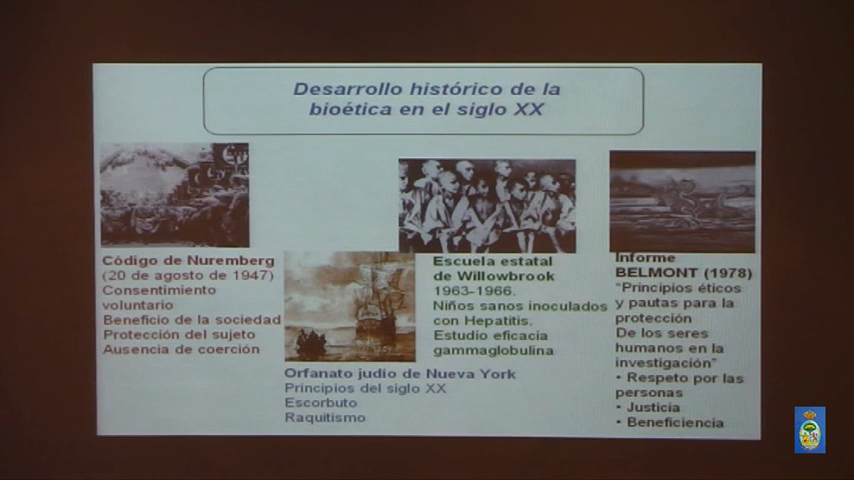 Desarrollo histórico de la
bioética en el siglo XX
Código de Nuremberg
(20 de agosto de 1947)
Consentimiento
voluntario
Beneficio de la sociedad
Protección del sujeto
Ausencia de coerción
Orfanato judío de Nueva York
Principios del siglo XX
Escorbuto
Raquitismo
Escuela estatal
de Willowbrook
1963-1966.
Niños sanos inoculados
con Hepatitis.
Estudio eficacia
gammaglobulina
Informe
BELMONT (1978)
“Principios éticos
y pautas para la
protección
De los seres
humanos en la
investigación”
• Respeto por las
personas
• Justicia
• Beneficiencia